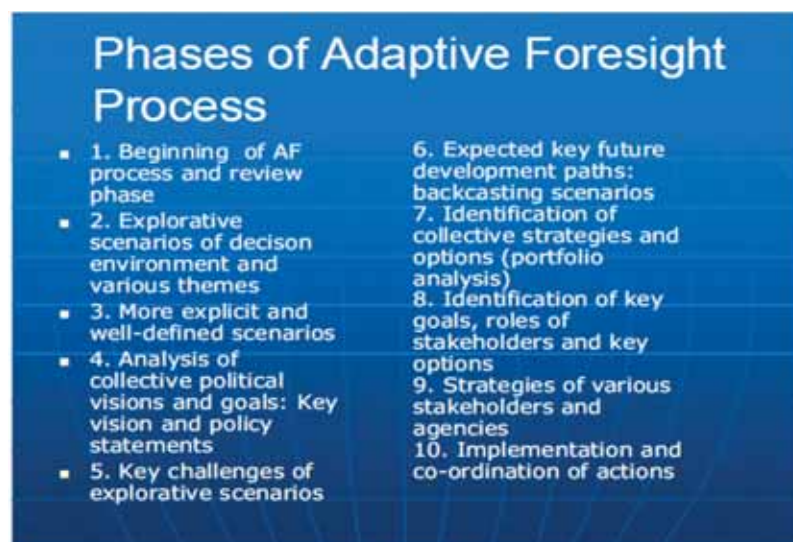 Phases of Adaptive Foresight
Process
1. Beginning of AF
process and review
phase
2. Explorative
scenarios of decison
environment and
various themes
3. More explicit and
well-defined scenarios
4. Analysis of
collective political
visions and goals: Key
vision and policy
statements
5. Key challenges of
explorative scenarios
6. Expected key future
development paths:
backcasting scenarios
7. Identification of
collective strategies and
options (portfolio
analysis)
8. Identification of key
goals, roles of
stakeholders and key
options
9. Strategies of various
stakeholders and
agencies
10. Implementation and
co-ordination of actions